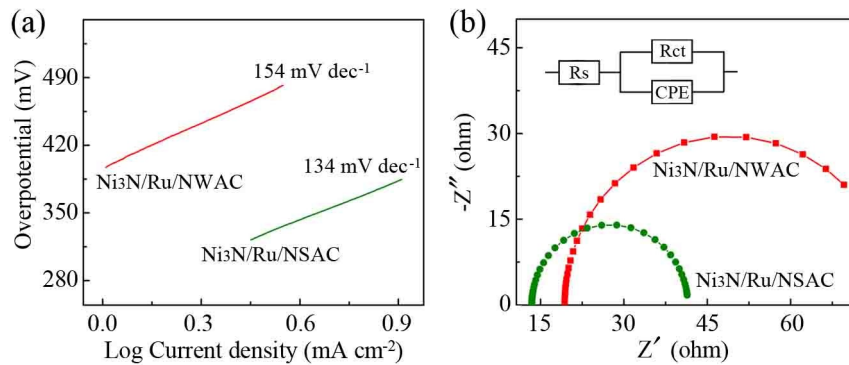 (a)
490
420
350
280
Overpotential (mV)
154 mV dec⁻¹
Ni₃N/Ru/NWAC
134 mV dec⁻¹
Ni₃N/Ru/NSAC
0.0
0.3
0.6
0.9
Log Current density (mA cm⁻²)
(b)
45
30
15
0
-Z″ (ohm)
Rs
Rct
CPE
Ni₃N/Ru/NWAC
Ni₃N/Ru/NSAC
15
30
45
60
Z′ (ohm)